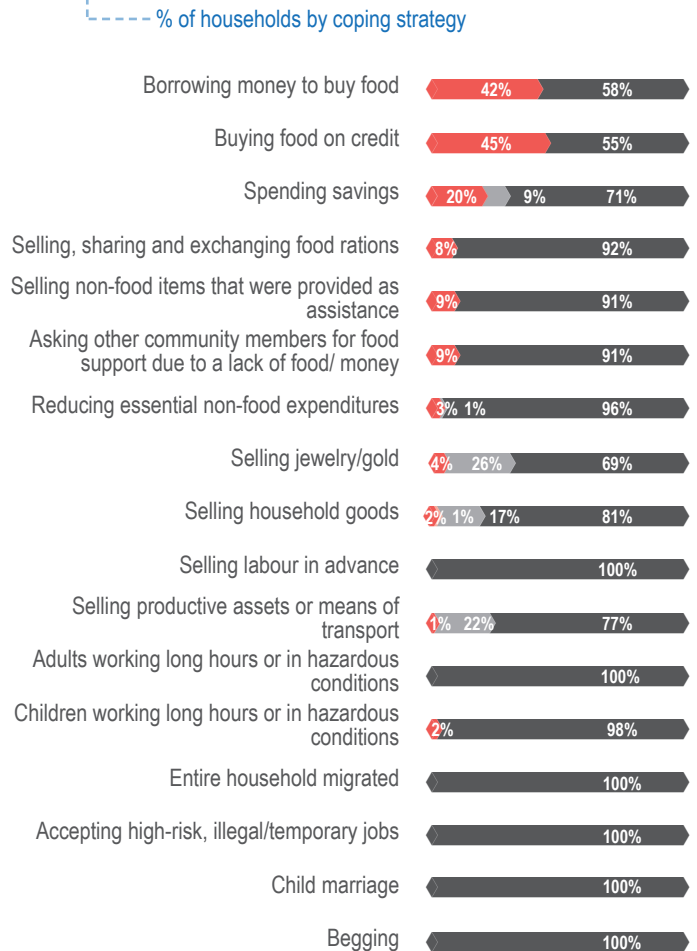 % of households by coping strategy
Borrowing money to buy food 42% 58%
Buying food on credit 45% 55%
Spending savings 20% 9% 71%
Selling, sharing and exchanging food rations 8% 92%
Selling non-food items that were provided as
assistance 9% 91%
Asking other community members for food
support due to a lack of food/ money 9% 91%
Reducing essential non-food expenditures 3% 1% 96%
Selling jewelry/gold 4% 26% 69%
Selling household goods 2% 1% 17% 81%
Selling labour in advance 100%
Selling productive assets or means of
transport 1% 22% 77%
Adults working long hours or in hazardous
conditions 100%
Children working long hours or in hazardous
conditions 2% 98%
Entire household migrated 100%
Accepting high-risk, illegal/temporary jobs 100%
Child marriage 100%
Begging 100%